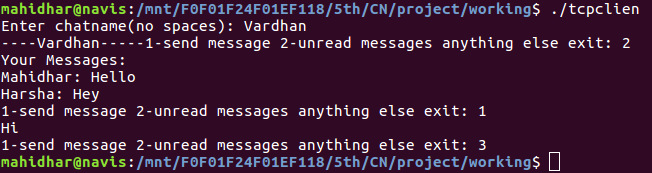 mahidhar@navis:/mnt/F0F01F24F01EF118/5th/CN/project/working$ ./tcpclien
Enter chatname(no spaces): Vardhan
----Vardhan-----1-send message 2-unread messages anything else exit: 2
Your Messages:
Mahidhar: Hello
Harsha: Hey
1-send message 2-unread messages anything else exit: 1
Hi
1-send message 2-unread messages anything else exit: 3
mahidhar@navis:/mnt/F0F01F24F01EF118/5th/CN/project/working$